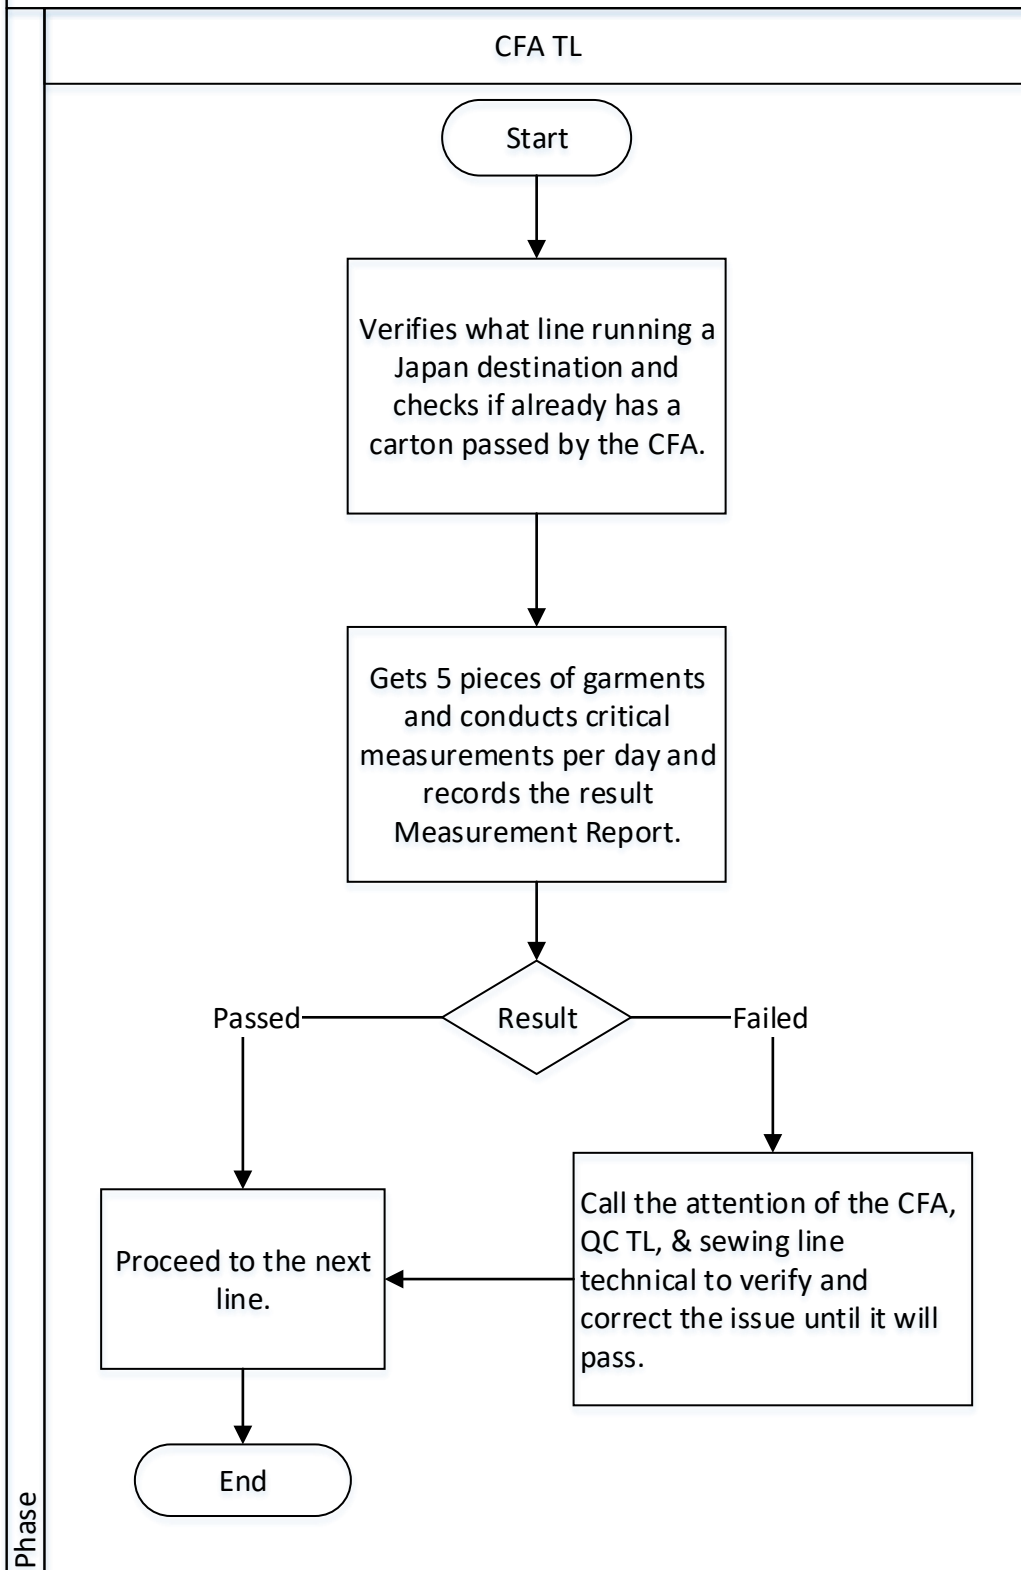 CFA TL
Start
Verifies what line running a
Japan destination and
checks if already has a
carton passed by the CFA.
Gets 5 pieces of garments
and conducts critical
measurements per day and
records the result
Measurement Report.
Passed
Result
Failed
Proceed to the next
line.
Call the attention of the CFA,
QC TL, & sewing line
technical to verify and
correct the issue until it will
pass.
End
Phase